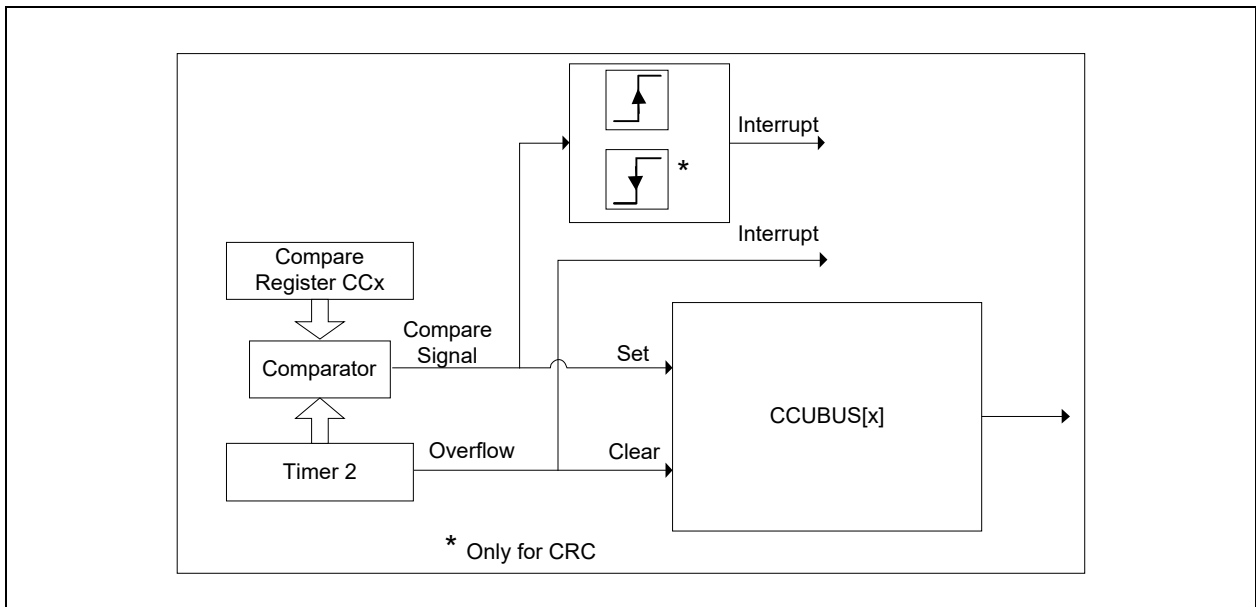 Interrupt
*
Interrupt
Compare
Register CCx
Compare
Signal
Set
Comparator
CCUBUS[x]
Overflow
Clear
Timer 2
* Only for CRC